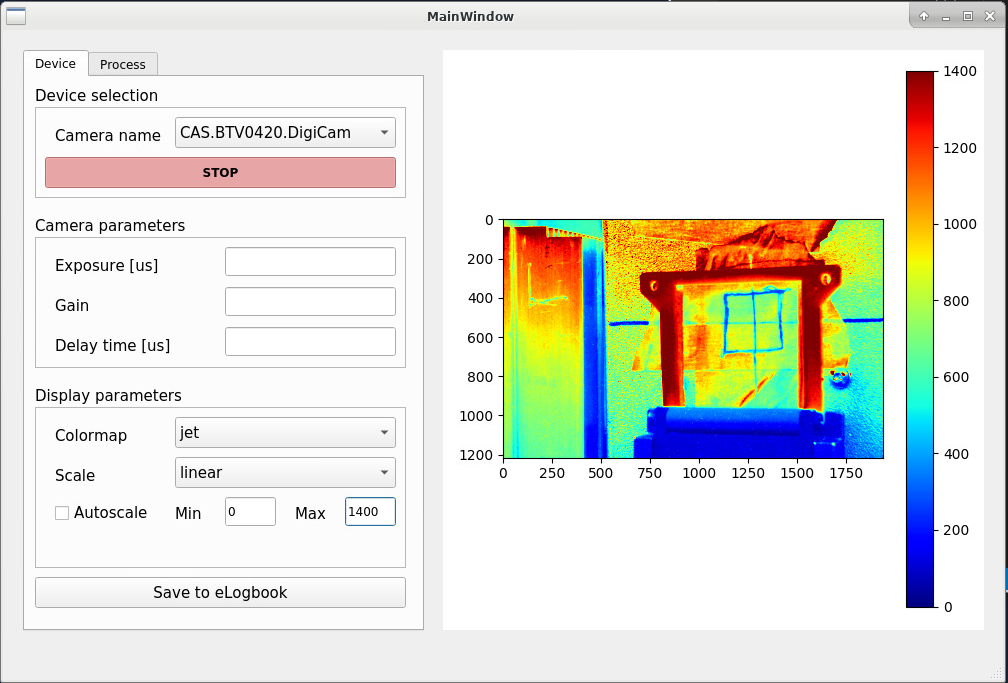 MainWindow
Device
Process
Device selection
Camera name
CAS.BTV0420.DigiCam
STOP
Camera parameters
Exposure [us]
Gain
Delay time [us]
Display parameters
Colormap
jet
Scale
linear
Autoscale
Min
0
Max
1400
Save to eLogbook
0
200
400
600
800
1000
1200
0 250 500 750 1000 1250 1500 1750
1400
1200
1000
800
600
400
200
0